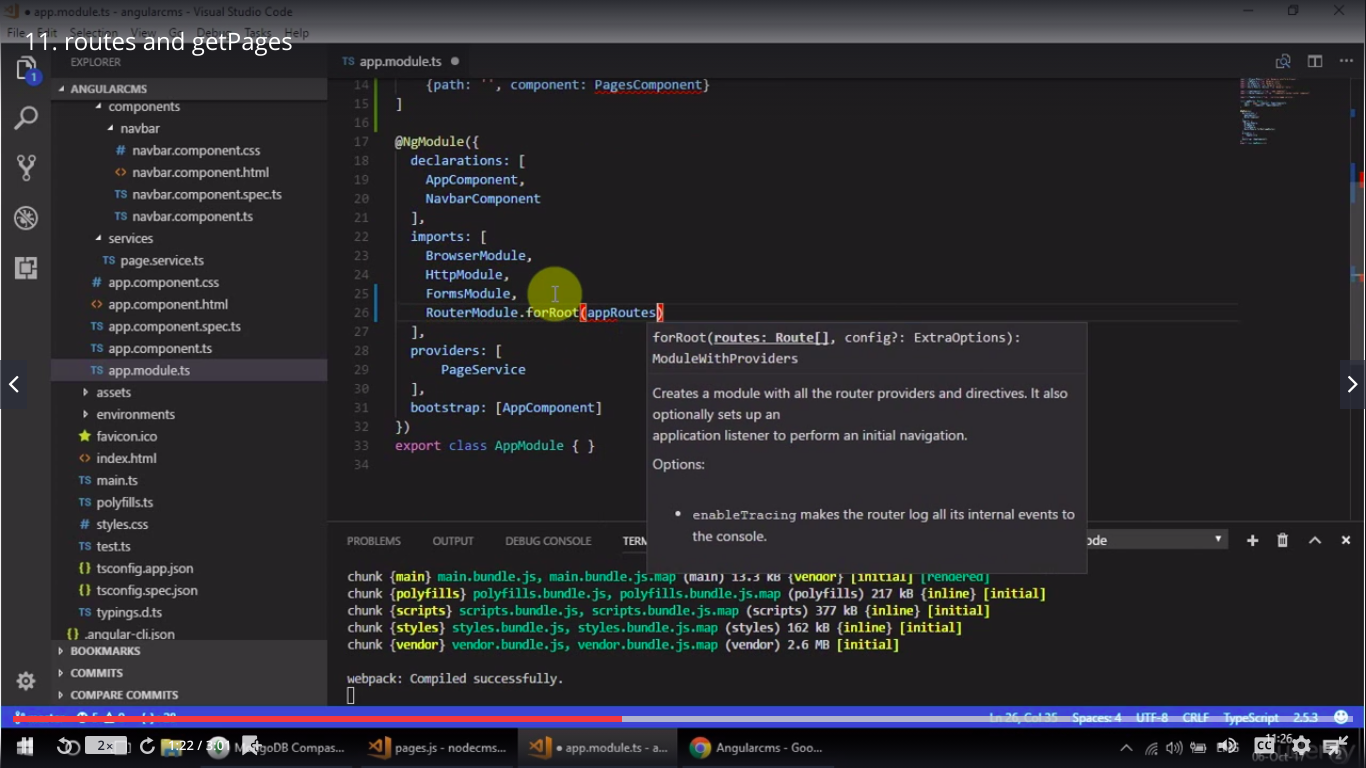 app.module.ts - angularcms - Visual Studio Code
File Edit Selection View Go Debug Tasks Help
11. routes and getPages
EXPLORER
ANGULARCMS
components
navbar
# navbar.component.css
<> navbar.component.html
TS navbar.component.spec.ts
TS navbar.component.ts
services
TS page.service.ts
# app.component.css
<> app.component.html
TS app.component.spec.ts
TS app.component.ts
TS app.module.ts
assets
environments
favicon.ico
<> index.html
TS main.ts
TS polyfills.ts
# styles.css
TS test.ts
{} tsconfig.app.json
{} tsconfig.spec.json
TS typings.d.ts
{} .angular-cli.json
BOOKMARKS
COMMITS
COMPARE COMMITS
1
TS app.module.ts
14 {path: '', component: PagesComponent}
15 ]
16
17 @NgModule({
18 declarations: [
19 AppComponent,
20 NavbarComponent
21 ],
22 imports: [
23 BrowserModule,
24 HttpModule,
25 FormsModule,
26 RouterModule.forRoot(appRoutes)
27 ],
28 providers: [
29 PageService
30 ],
31 bootstrap: [AppComponent]
32 })
33 export class AppModule { }
34
forRoot(routes: Route[], config?: ExtraOptions):
ModuleWithProviders
Creates a module with all the router providers and directives. It also
optionally sets up an
application listener to perform an initial navigation.
Options:
• enableTracing makes the router log all its internal events to
the console.
PROBLEMS OUTPUT DEBUG CONSOLE TERM
ode
chunk {main} main.bundle.js, main.bundle.js.map (main) 13.3 kB {vendor} [initial] [rendered]
chunk {polyfills} polyfills.bundle.js, polyfills.bundle.js.map (polyfills) 217 kB {inline} [initial]
chunk {scripts} scripts.bundle.js, scripts.bundle.js.map (scripts) 377 kB {inline} [initial]
chunk {styles} styles.bundle.js, styles.bundle.js.map (styles) 162 kB {inline} [initial]
chunk {vendor} vendor.bundle.js, vendor.bundle.js.map (vendor) 2.6 MB [initial]
webpack: Compiled successfully.
Ln 26, Col 35 Spaces: 4 UTF-8 CRLF TypeScript 2.5.3
2x 1:22 / 3:01 MongoDB Compas... pages.js - nodecms... app.module.ts - a... Angularcms - Goo... CC 11:26
06-Oct-17